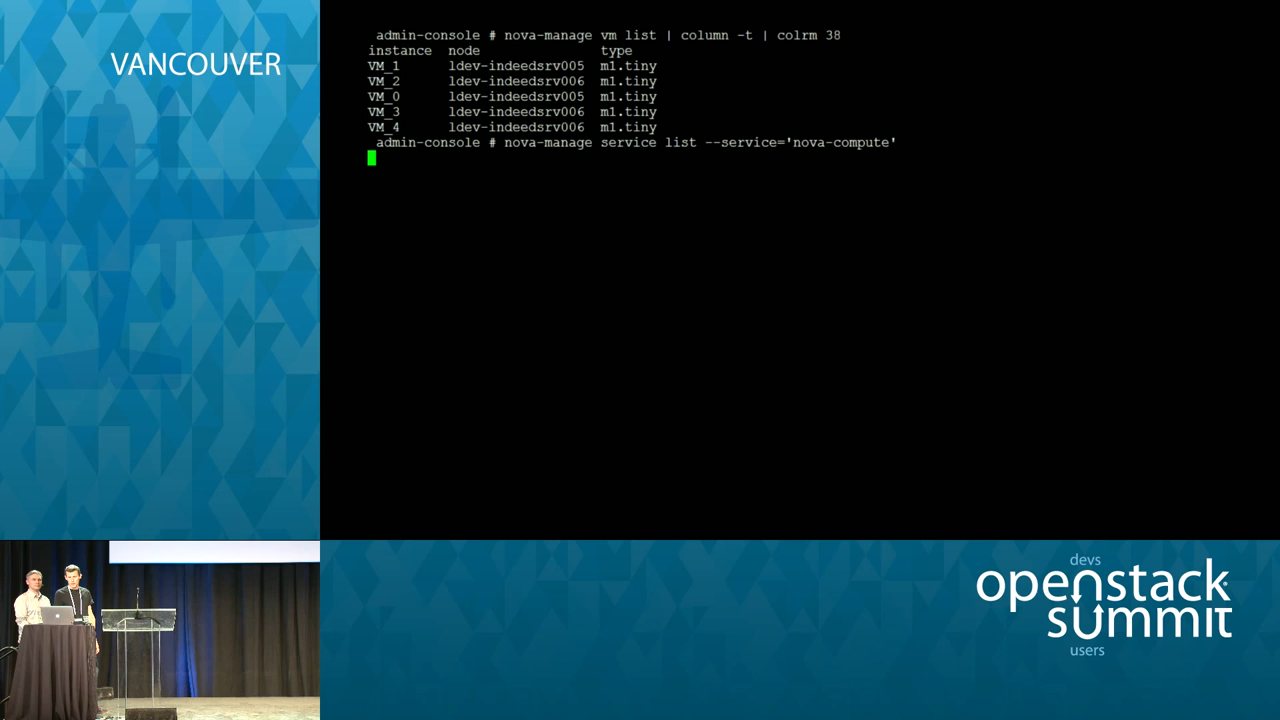 VANCOUVER
admin-console # nova-manage vm list | column -t | colrm 38
instance node type
VM_1 ldev-indeedsrv005 m1.tiny
VM_2 ldev-indeedsrv006 m1.tiny
VM_0 ldev-indeedsrv005 m1.tiny
VM_3 ldev-indeedsrv006 m1.tiny
VM_4 ldev-indeedsrv006 m1.tiny
admin-console # nova-manage service list --service='nova-compute'
devs
openstack
summit
users